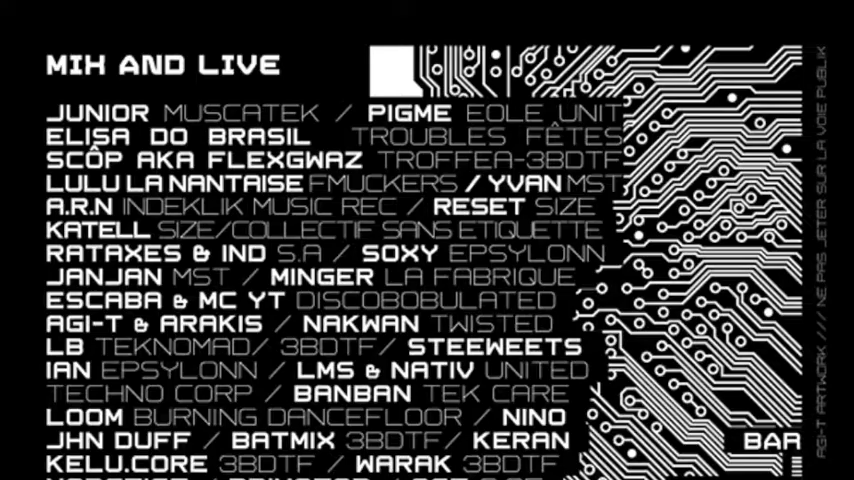 MIX AND LIVE
JUNIOR MUSCATEK / PIGME EOLE UNIT
ELISA DO BRASIL TROUBLES FÊTES
SCÔP AKA FLEXGWAZ TROFFEA-3BDTF
LULU LA NANTAISE FMUCKERS / YVAN MST
A.R.N INDEKLIK MUSIC REC / RESET SIZE
KATELL SIZE/COLLECTIF SANS ETIQUETTE
RATAXES & IND S.A / SOXY EPSYLONN
JANJAN MST / MINGER LA FABRIQUE
ESCABA & MC YT DISCOBOBULATED
AGI-T & ARAKIS / NAKWAN TWISTED
LB TEKNOMAD/ 3BDTF/ STEEWEETS
IAN EPSYLONN / LMS & NATIV UNITED
TECHNO CORP / BANBAN TEK CARE
LOOM BURNING DANCEFLOOR / NINO
JHN DUFF / BATMIX 3BDTF/ KERAN
KELU.CORE 3BDTF / WARAK 3BDTF
BAR
AGI-T ARTWORK /// NE PAS JETER SUR LA VOIE PUBLIK